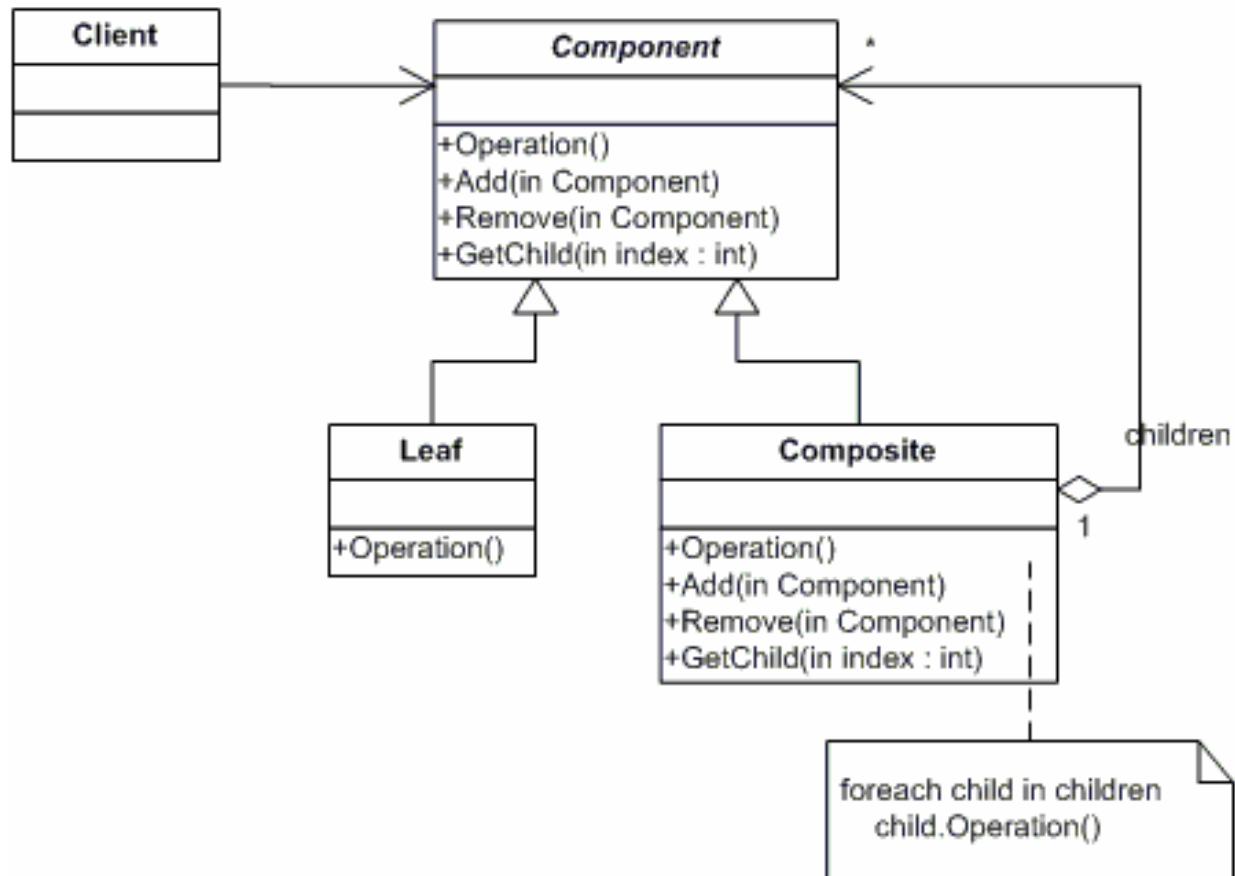 Client
Component
*
+Operation()
+Add(in Component)
+Remove(in Component)
+GetChild(in index : int)
Leaf
+Operation()
Composite
children
1
+Operation()
+Add(in Component)
+Remove(in Component)
+GetChild(in index : int)
foreach child in children
child.Operation()